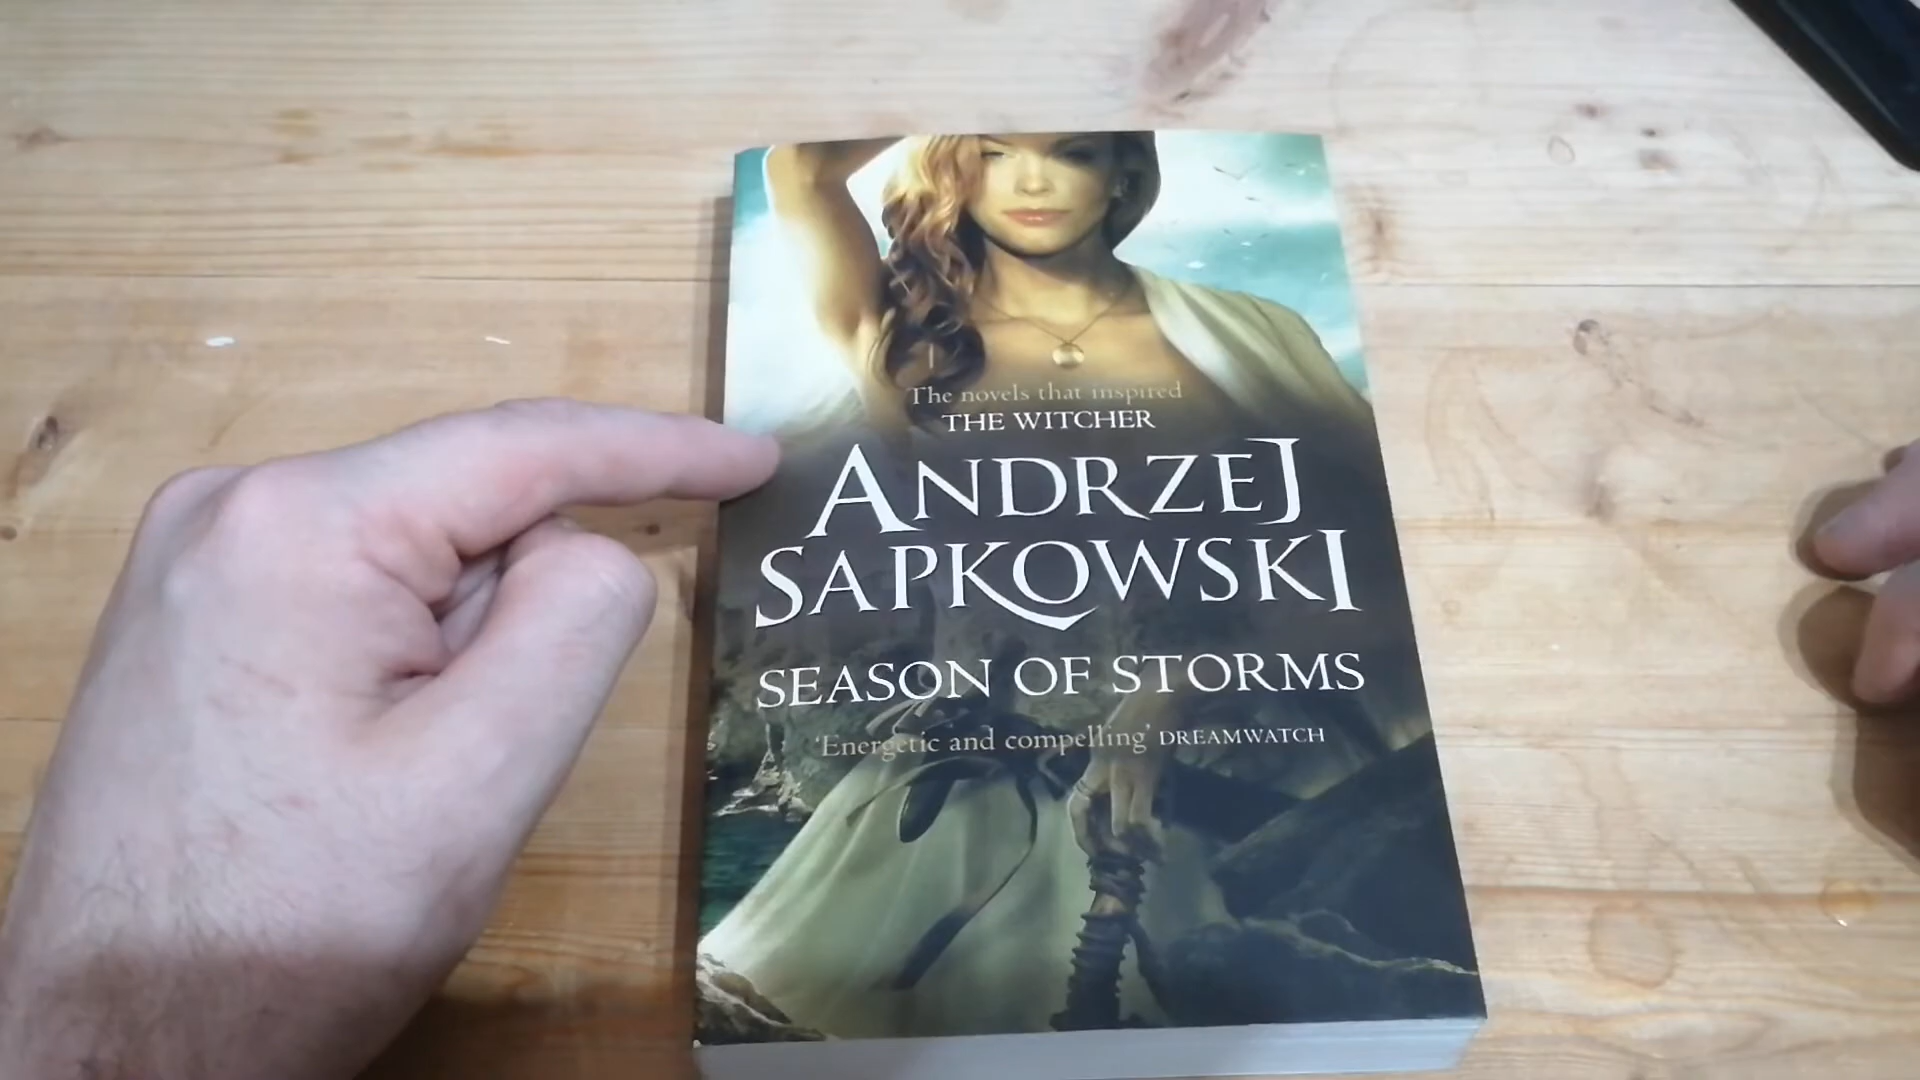 The novels that inspired
THE WITCHER
ANDRZEJ
SAPKOWSKI
SEASON OF STORMS
'Energetic and compelling' DREAMWATCH